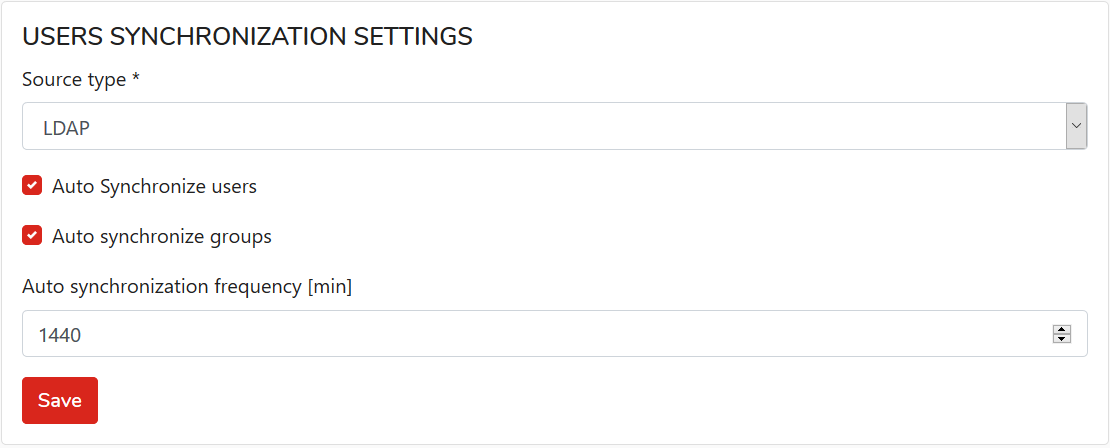 USERS SYNCHRONIZATION SETTINGS
Source type *
LDAP
Auto Synchronize users
Auto synchronize groups
Auto synchronization frequency [min]
1440
Save